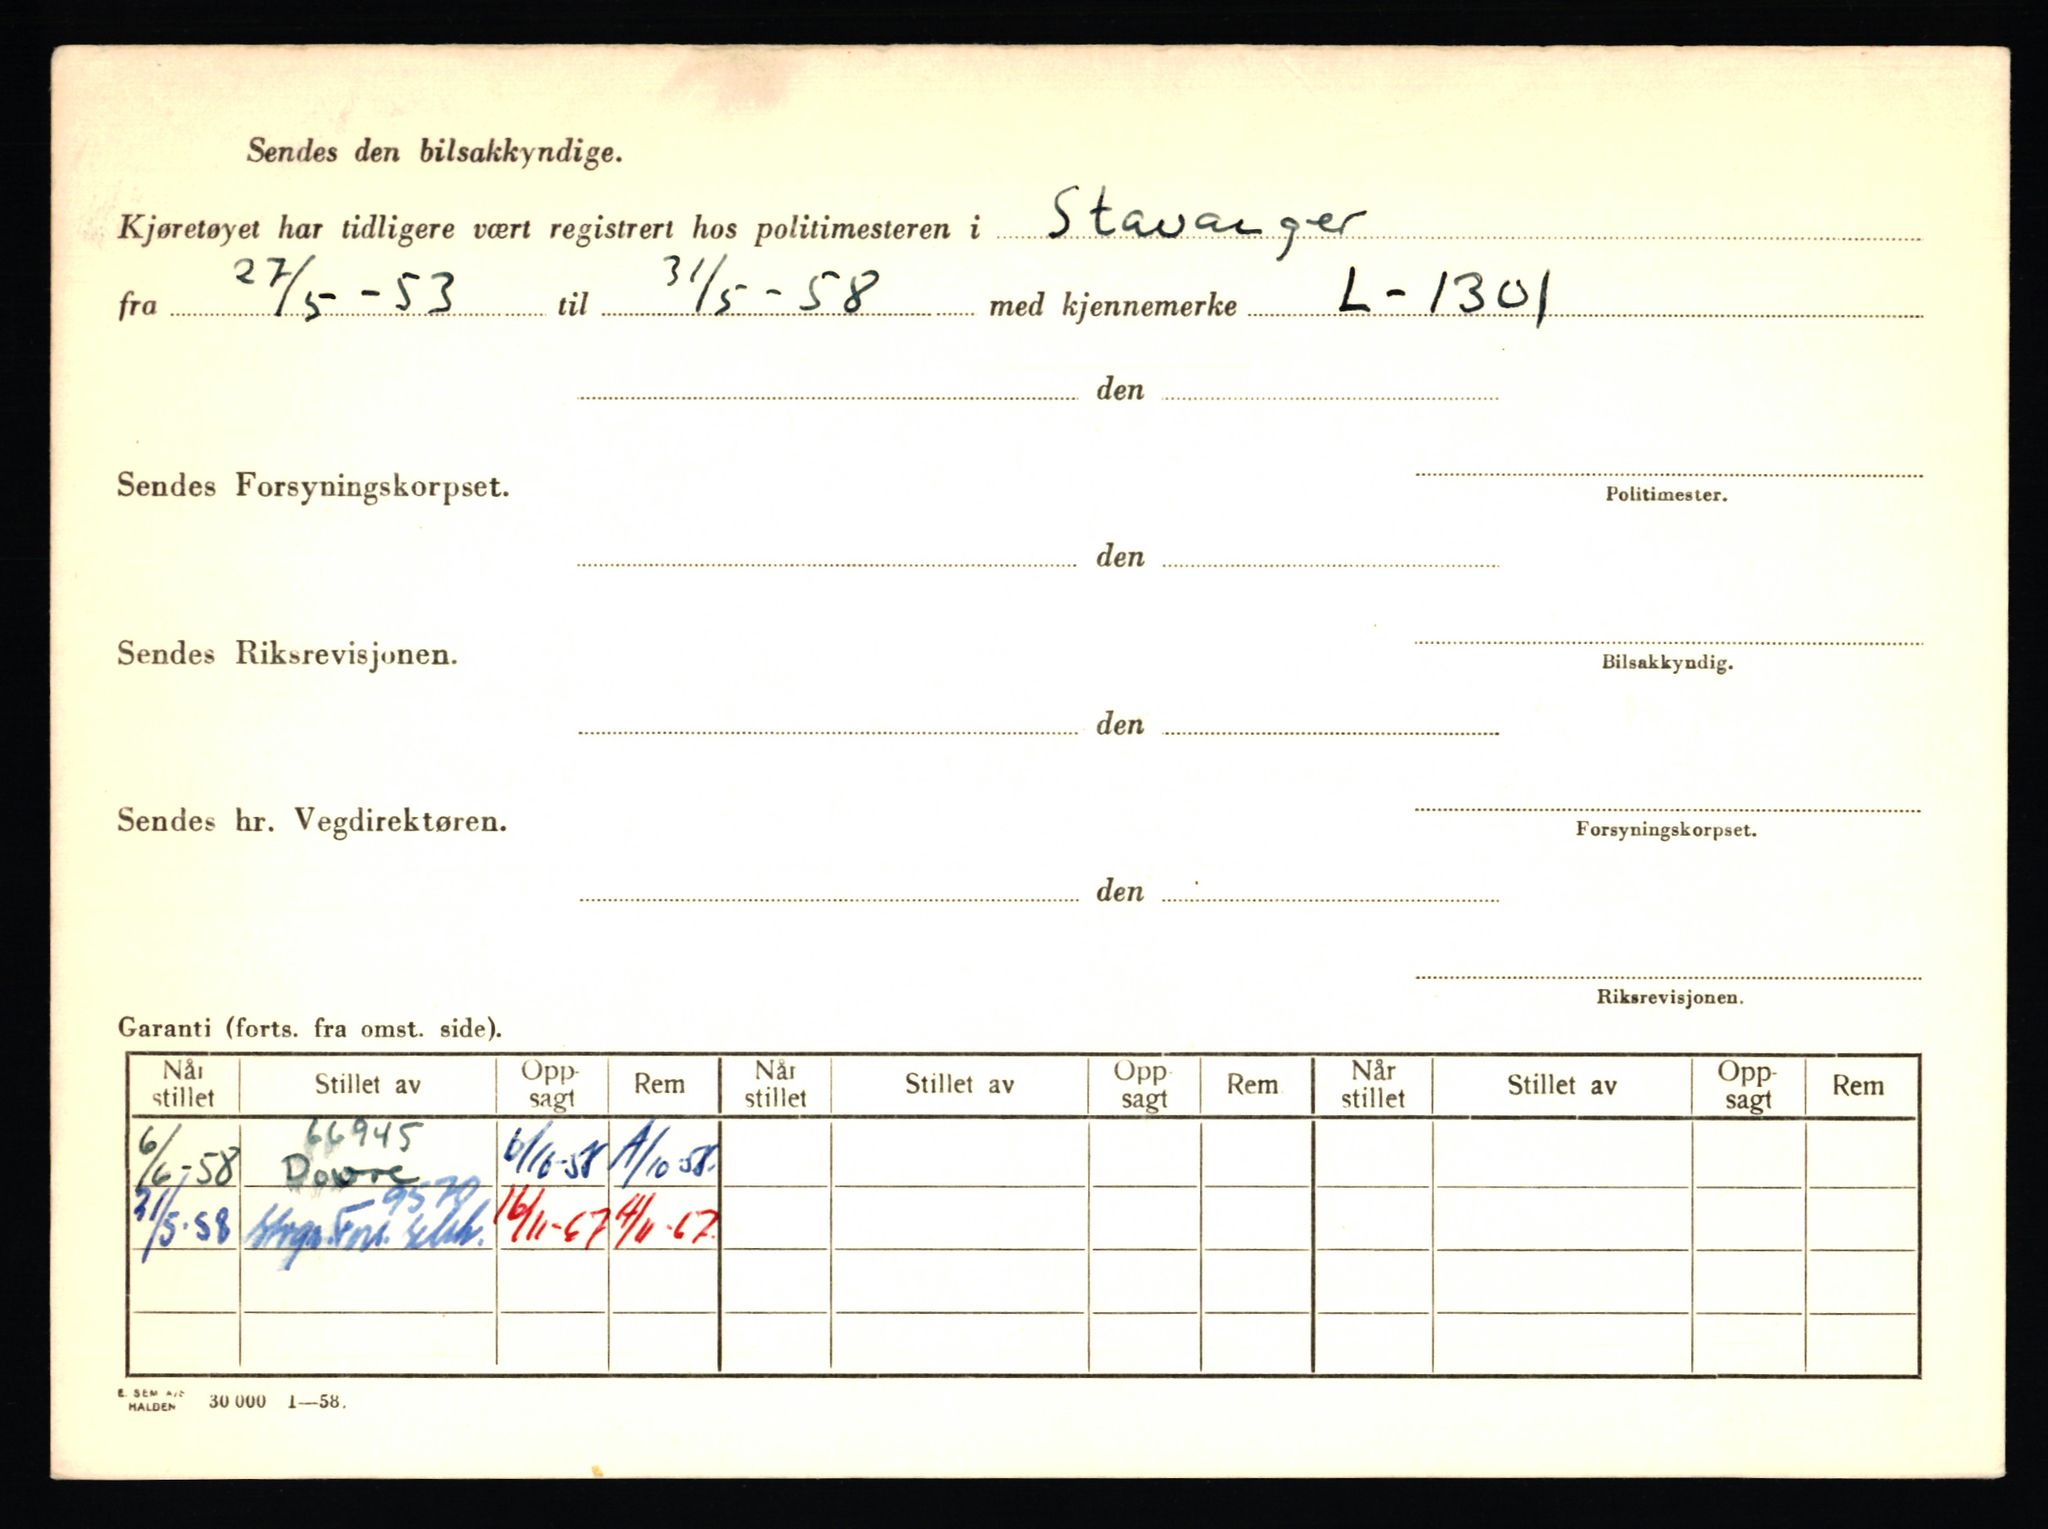 Sendes den bilsakkyndige.
Kjøretøyet har tidligere vært registrert hos politimesteren i Stavanger
fra 27/5 - 53 til 31/5 - 58 med kjennemerke L - 1301
den
Sendes Forsyningskorpset.
Politimester.
den
Sendes Riksrevisjonen.
Bilsakkyndig.
den
Sendes hr. Vegdirektøren.
Forsyningskorpset.
den
Riksrevisjonen.
Garanti (forts. fra omst. side).
Når stillet Stillet av Opp-sagt Rem Når stillet Stillet av Opp-sagt Rem Når stillet Stillet av Opp-sagt Rem
66945
6/6-58 Dovre 6/10-58 /10-58.
9570
31/5-58 16/11-67 4/11-67.
E. SEM A/S
HALDEN 30 000 1—58.